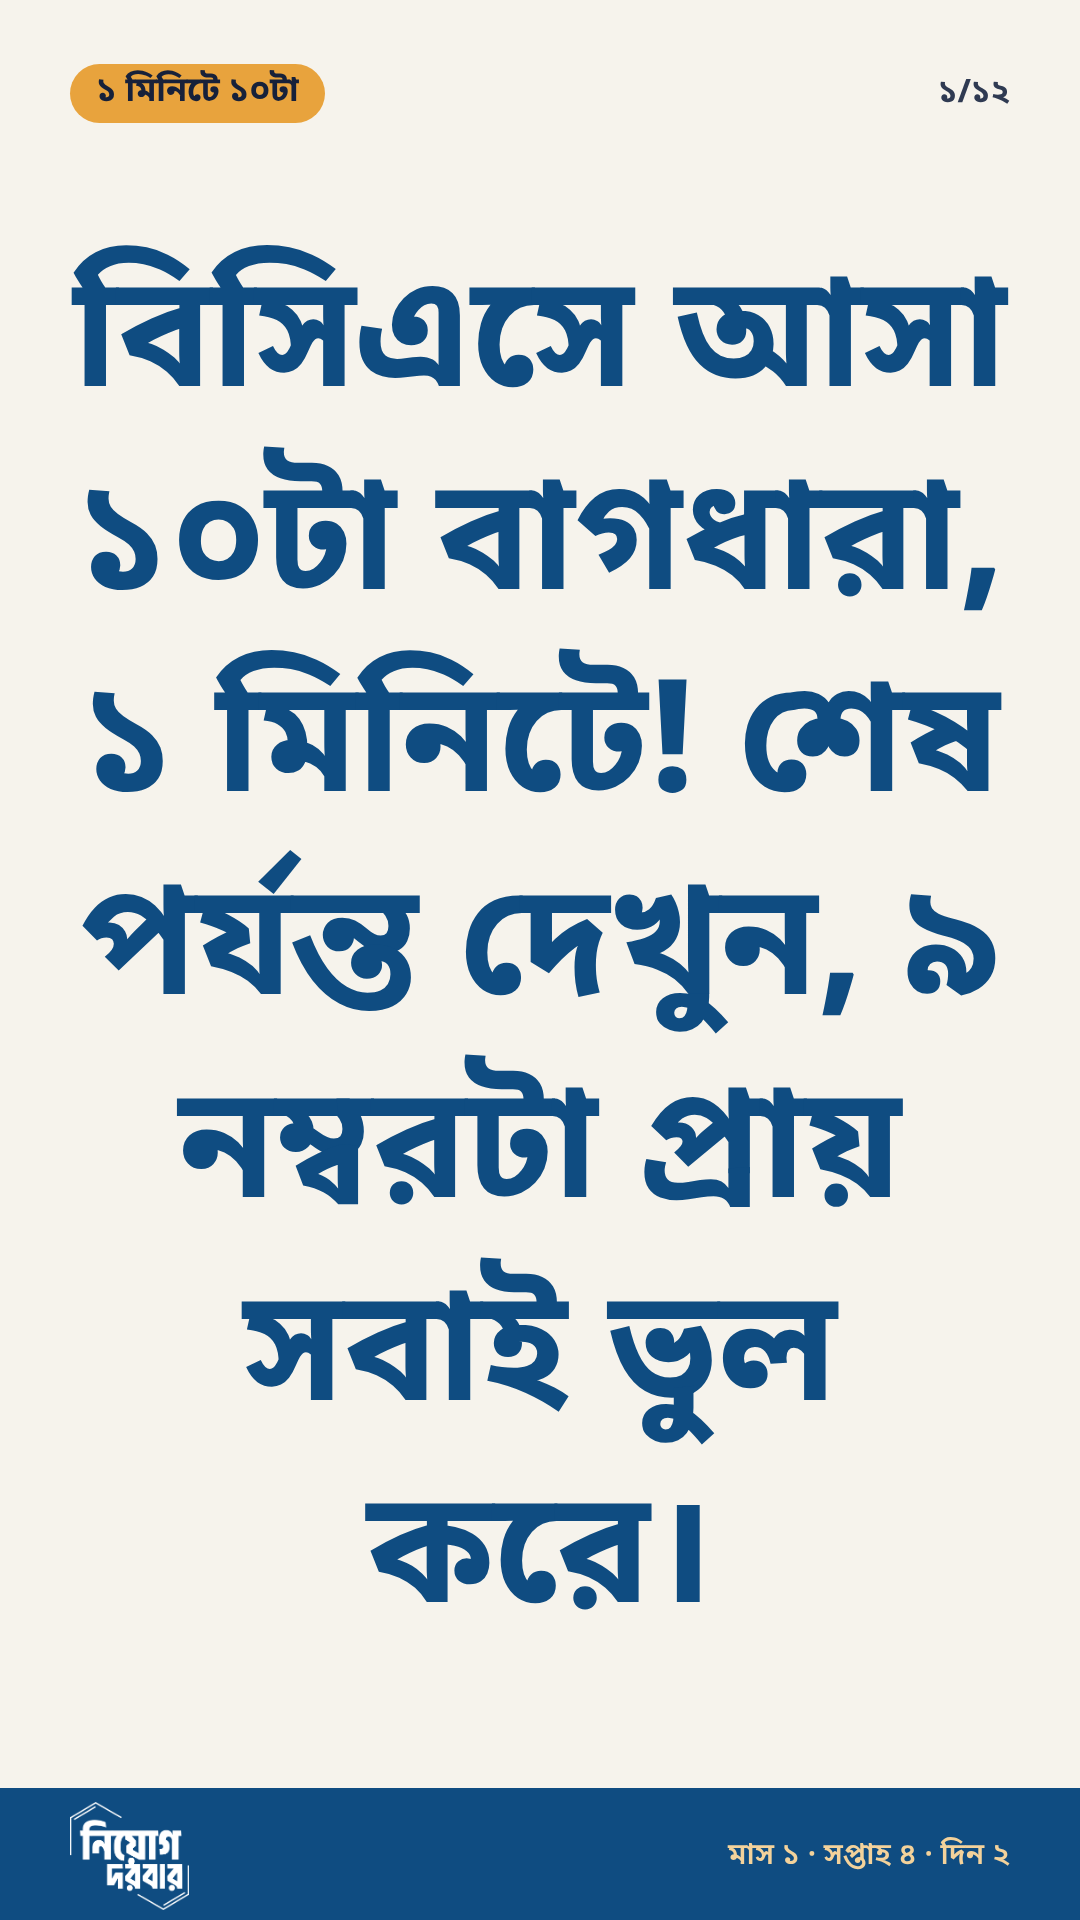 ১ মিনিটে ১০টা
১/১২
বিসিএসে আসা
১০টা বাগধারা,
১ মিনিটে! শেষ
পর্যন্ত দেখুন, ৯
নম্বরটা প্রায়
সবাই ভুল
করে।
নিয়োগ
দরবার
মাস ১ · সপ্তাহ ৪ · দিন ২